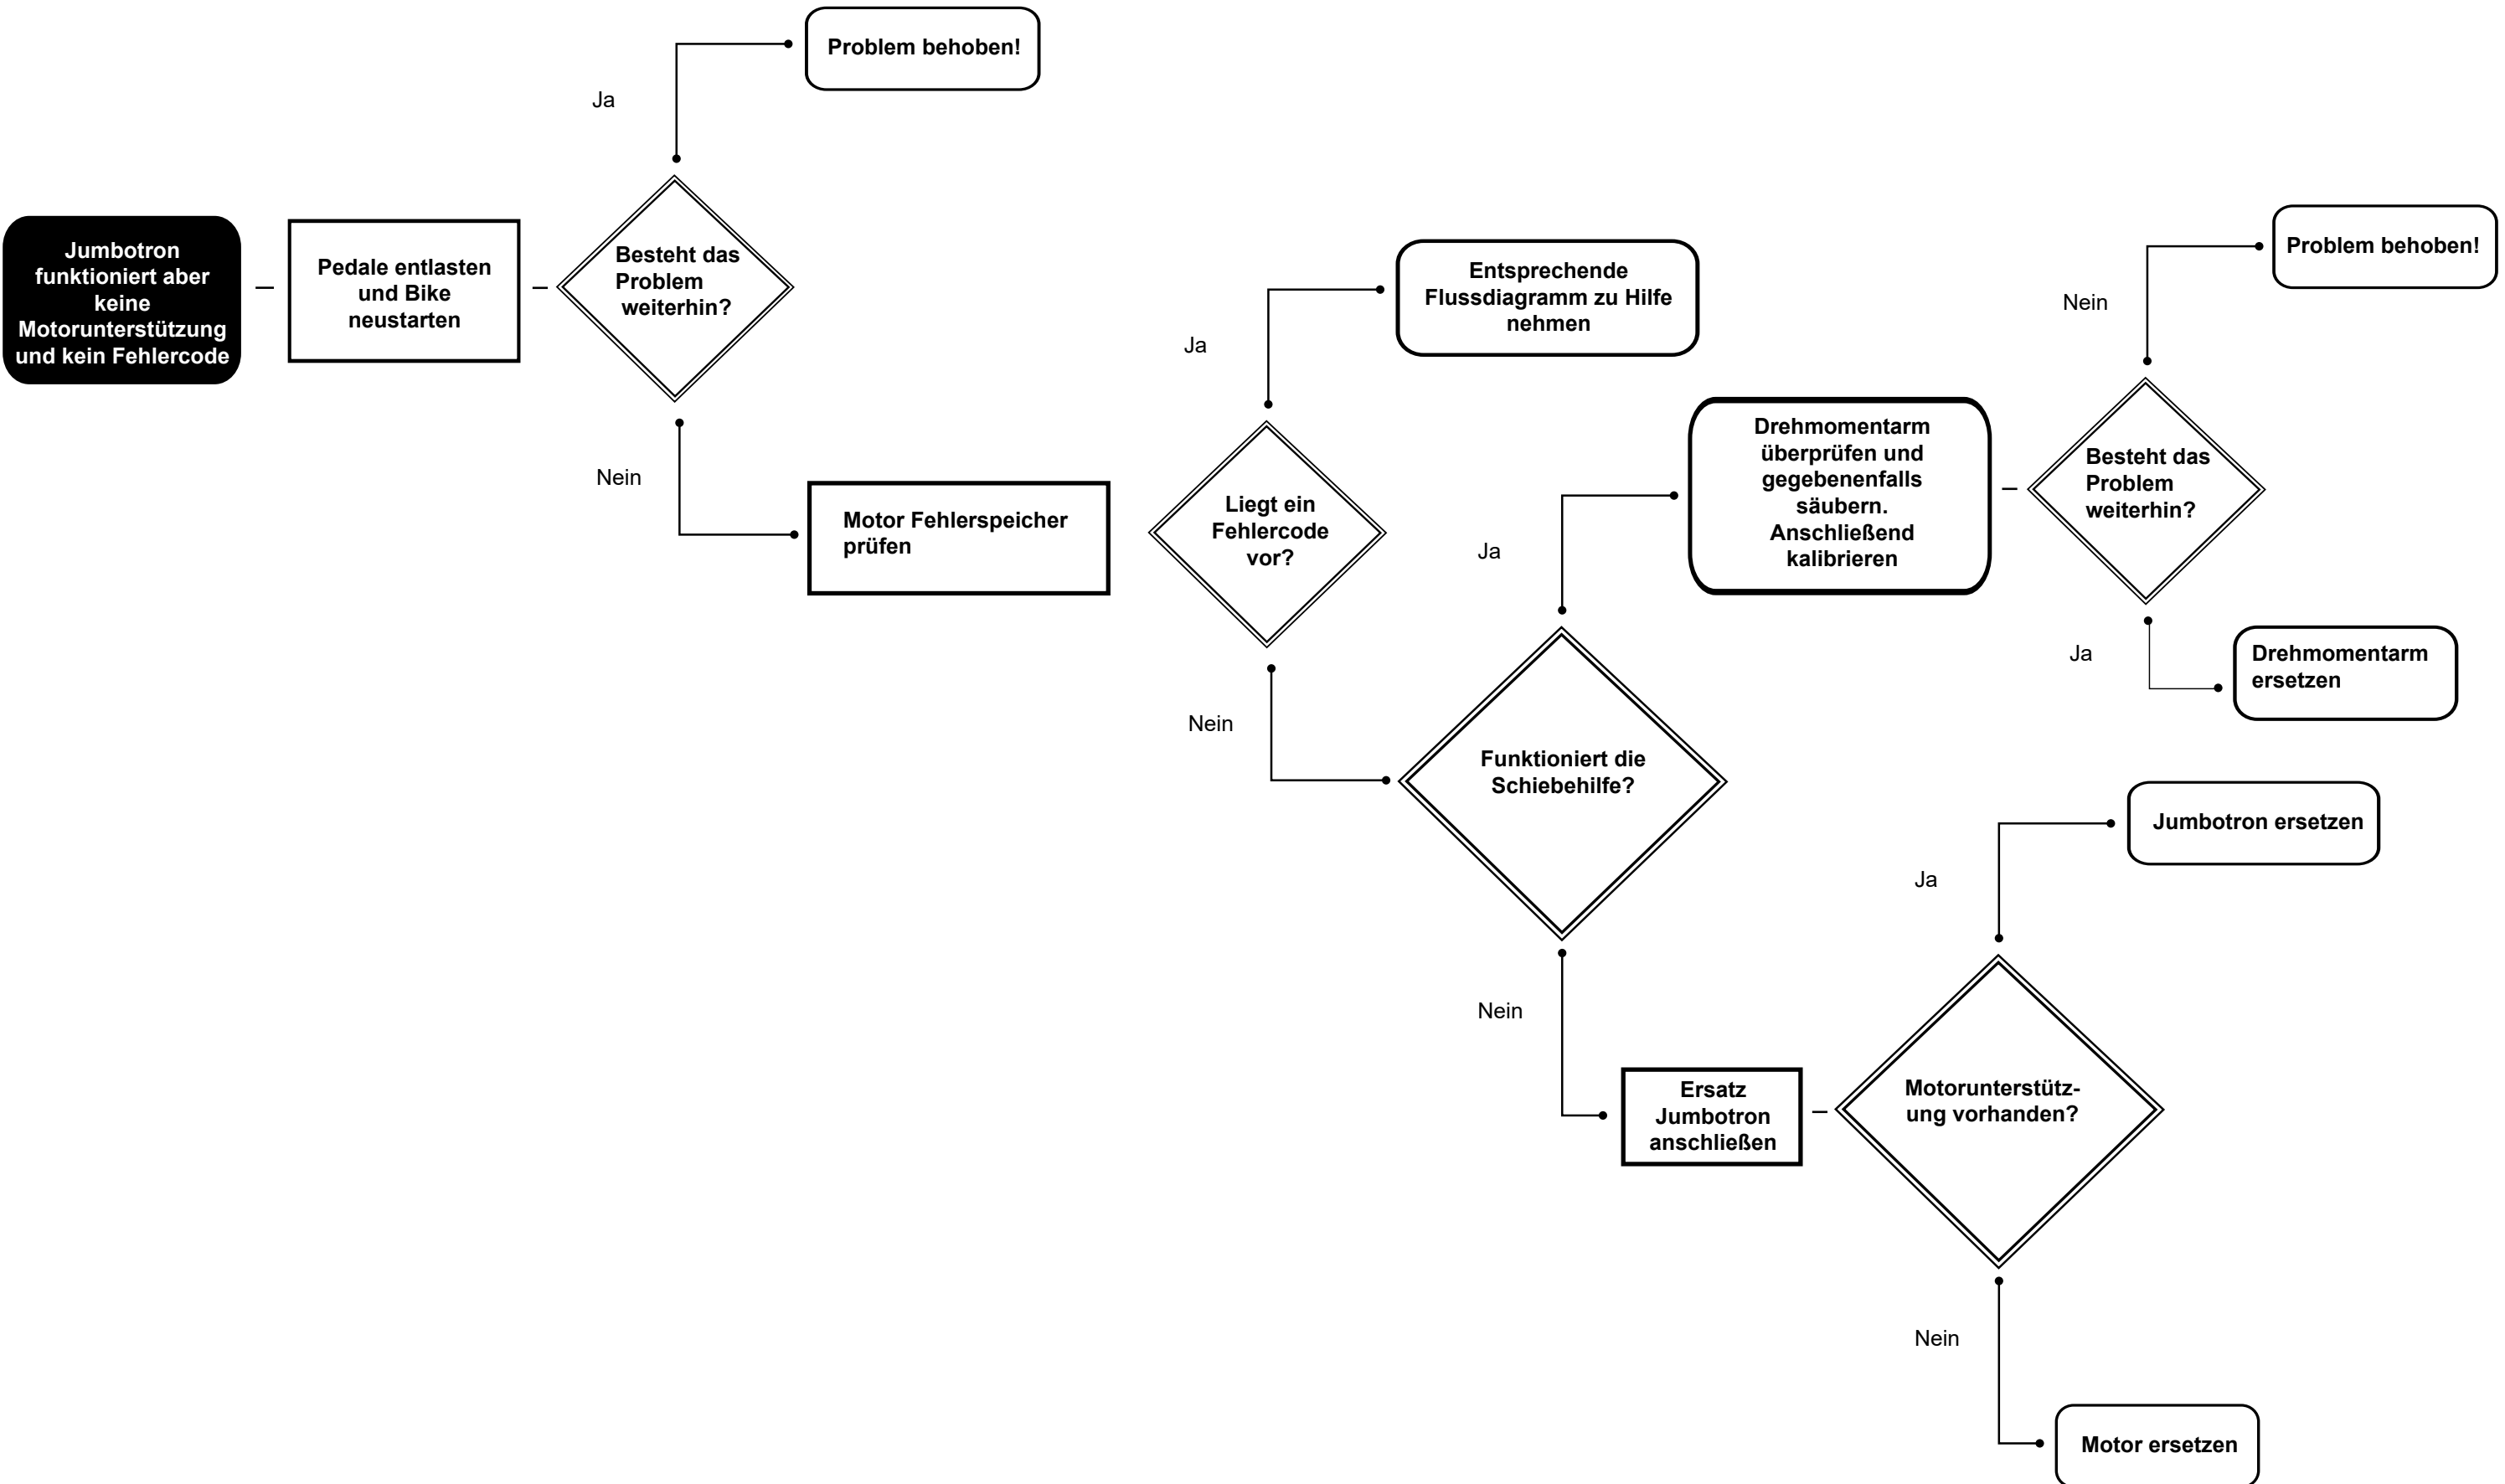 Problem behoben!
Ja
Jumbotron
funktioniert aber
keine
Motorunterstützung
und kein Fehlercode
Pedale entlasten
und Bike
neustarten
Besteht das
Problem
weiterhin?
Nein
Motor Fehlerspeicher
prüfen
Ja
Entsprechende
Flussdiagramm zu Hilfe
nehmen
Liegt ein
Fehlercode
vor?
Nein
Ja
Drehmomentarm
überprüfen und
gegebenenfalls
säubern.
Anschließend
kalibrieren
Nein
Problem behoben!
Besteht das
Problem
weiterhin?
Ja
Drehmomentarm
ersetzen
Funktioniert die
Schiebehilfe?
Nein
Ersatz
Jumbotron
anschließen
Ja
Jumbotron ersetzen
Motorunterstütz-
ung vorhanden?
Nein
Motor ersetzen